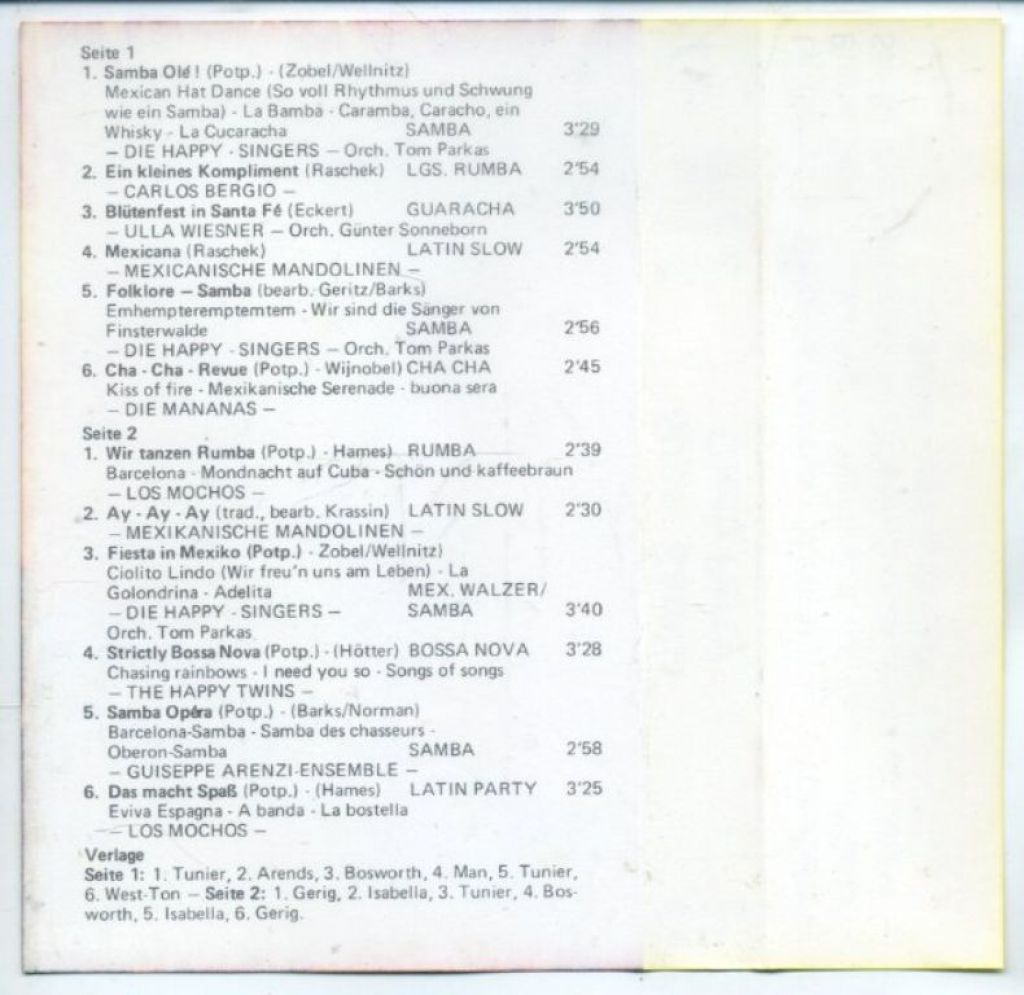 Seite 1
1. Samba Olé! (Potp.) - (Zobel/Wellnitz)
Mexican Hat Dance (So voll Rhythmus und Schwung
wie ein Samba) - La Bamba - Caramba, Caracho, ein
Whisky - La Cucaracha SAMBA 3'29
— DIE HAPPY - SINGERS — Orch. Tom Parkas
2. Ein kleines Kompliment (Raschek) LGS. RUMBA 2'54
— CARLOS BERGIO —
3. Blütenfest in Santa Fé (Eckert) GUARACHA 3'50
— ULLA WIESNER — Orch. Günter Sonneborn
4. Mexicana (Raschek) LATIN SLOW 2'54
— MEXICANISCHE MANDOLINEN —
5. Folklore — Samba (bearb. Geritz/Barks)
Emhempteremptemtem - Wir sind die Sänger von
Finsterwalde SAMBA 2'56
— DIE HAPPY - SINGERS — Orch. Tom Parkas
6. Cha - Cha - Revue (Potp.) - Wijnobel) CHA CHA 2'45
Kiss of fire - Mexikanische Serenade - buona sera
— DIE MANANAS —
Seite 2
1. Wir tanzen Rumba (Potp.) - Hames) RUMBA 2'39
Barcelona - Mondnacht auf Cuba - Schön und kaffeebraun
— LOS MOCHOS —
2. Ay - Ay - Ay (trad., bearb. Krassin) LATIN SLOW 2'30
— MEXIKANISCHE MANDOLINEN —
3. Fiesta in Mexiko (Potp.) - Zobel/Wellnitz)
Ciolito Lindo (Wir freu'n uns am Leben) - La
Golondrina - Adelita MEX. WALZER/
— DIE HAPPY - SINGERS — SAMBA 3'40
Orch. Tom Parkas
4. Strictly Bossa Nova (Potp.) - (Hötter) BOSSA NOVA 3'28
Chasing rainbows - I need you so - Songs of songs
— THE HAPPY TWINS —
5. Samba Opéra (Potp.) - (Barks/Norman)
Barcelona-Samba - Samba des chasseurs -
Oberon-Samba SAMBA 2'58
— GUISEPPE ARENZI-ENSEMBLE —
6. Das macht Spaß (Potp.) - (Hames) LATIN PARTY 3'25
Eviva Espagna - A banda - La bostella
— LOS MOCHOS —
Verlage
Seite 1: 1. Tunier, 2. Arends, 3. Bosworth, 4. Man, 5. Tunier,
6. West-Ton — Seite 2: 1. Gerig, 2. Isabella, 3. Tunier, 4. Bos-
worth, 5. Isabella, 6. Gerig.